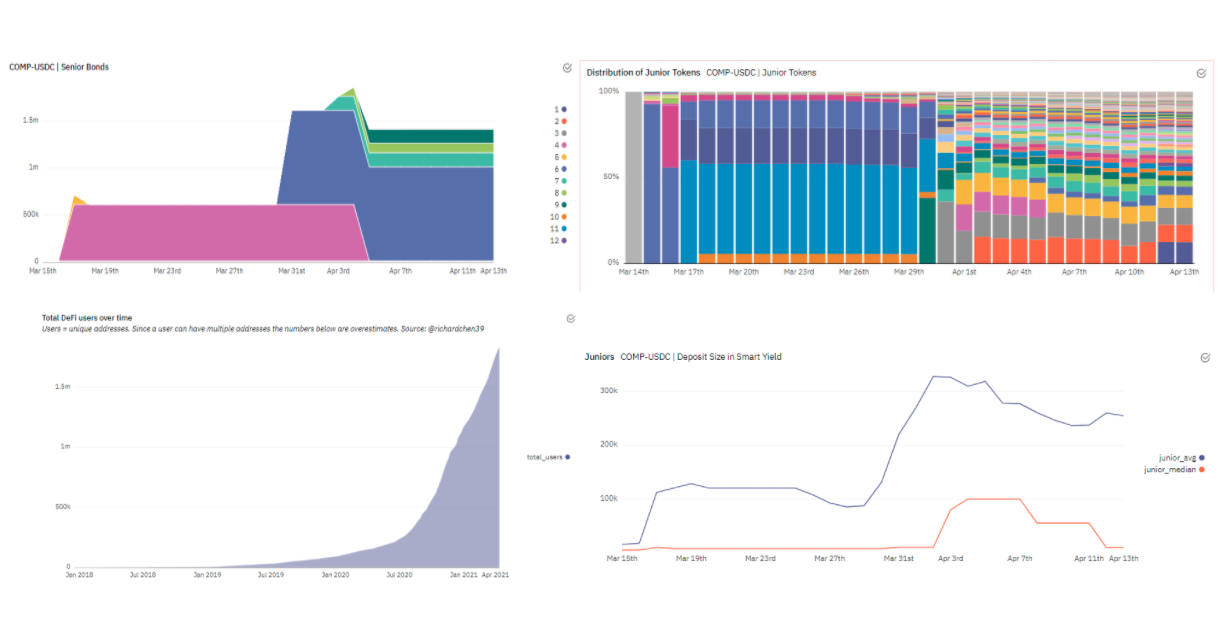 COMP-USDC | Senior Bonds
1.5m
1m
500k
0
Mar 15th Mar 19th Mar 23rd Mar 27th Mar 31st Apr 3rd Apr 7th Apr 11th Apr 13th
1
2
3
4
5
6
7
8
9
10
11
12
Distribution of Junior Tokens COMP-USDC | Junior Tokens
100%
50%
0%
Mar 14th Mar 17th Mar 20th Mar 23rd Mar 26th Mar 29th Apr 1st Apr 4th Apr 7th Apr 10th Apr 13th
Total DeFi users over time
Users = unique addresses. Since a user can have multiple addresses the numbers below are overestimates. Source: @richardchen39
1.5m
1m
500k
0
Jan 2018 Jul 2018 Jan 2019 Jul 2019 Jan 2020 Jul 2020 Jan 2021 Apr 2021
total_users
Juniors COMP-USDC | Deposit Size in Smart Yield
300k
200k
100k
Mar 15th Mar 19th Mar 23rd Mar 27th Mar 31st Apr 3rd Apr 7th Apr 11th Apr 13th
junior_avg
junior_median